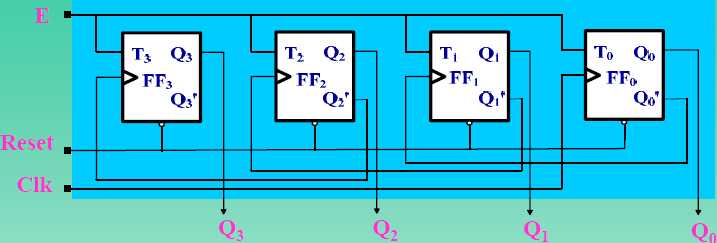 E
T3 Q3 T2 Q2 T1 Q1 T0 Q0
FF3 FF2 FF1 FF0
Q3' Q2' Q1' Q0'
Reset
Clk
Q3 Q2 Q1 Q0